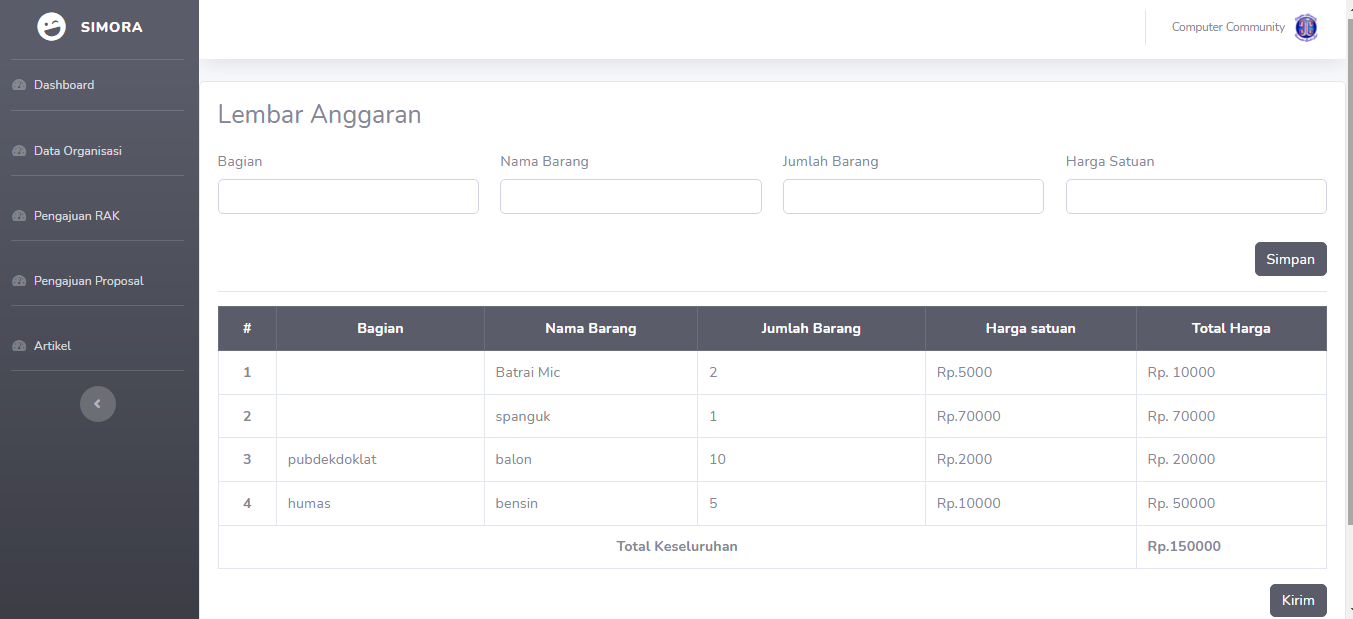 SIMORA
Computer Community
Dashboard
Data Organisasi
Pengajuan RAK
Pengajuan Proposal
Artikel
Lembar Anggaran
Bagian Nama Barang Jumlah Barang Harga Satuan
Simpan
# Bagian Nama Barang Jumlah Barang Harga satuan Total Harga
1 Batrai Mic 2 Rp.5000 Rp. 10000
2 spanguk 1 Rp.70000 Rp. 70000
3 pubdekdoklat balon 10 Rp.2000 Rp. 20000
4 humas bensin 5 Rp.10000 Rp. 50000
Total Keseluruhan Rp.150000
Kirim